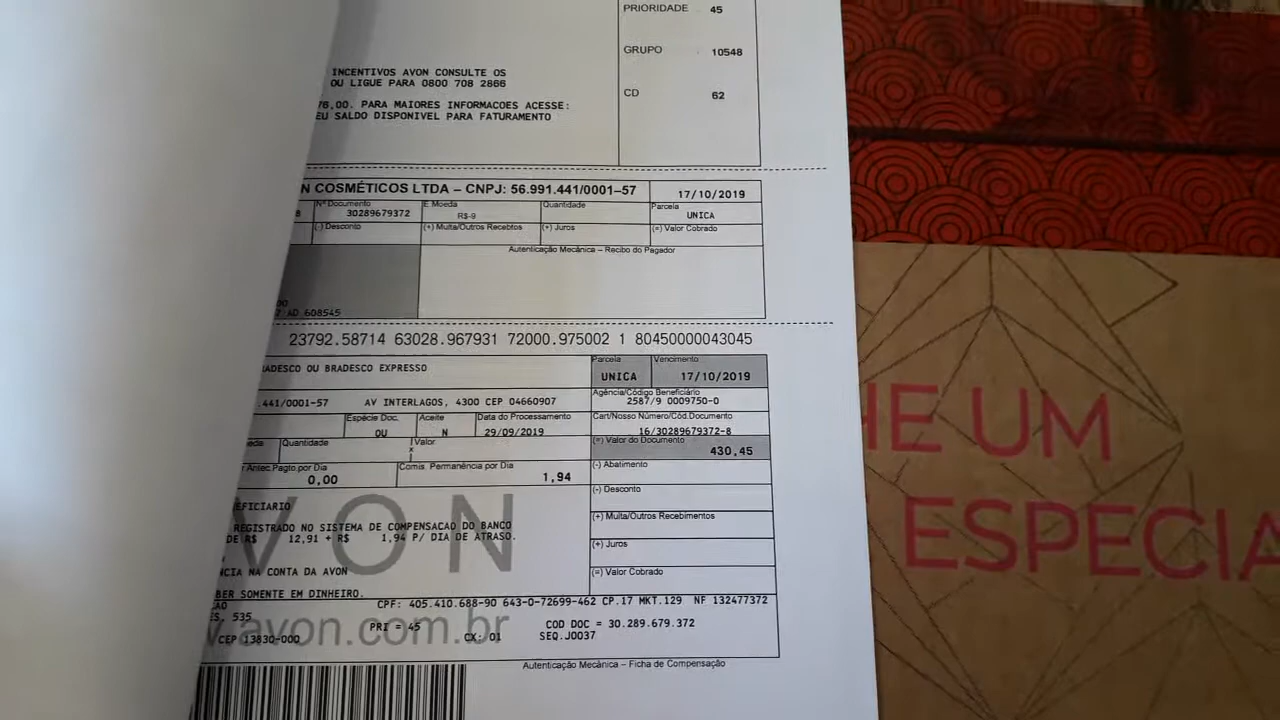 PRIORIDADE 45
GRUPO 10548
CD 62
INCENTIVOS AVON CONSULTE OS
OU LIGUE PARA 0800 708 2866
76,00. PARA MAIORES INFORMACOES ACESSE:
EU SALDO DISPONIVEL PARA FATURAMENTO
N COSMÉTICOS LTDA – CNPJ: 56.991.441/0001–57 17/10/2019
Nº Documento E Moeda Quantidade Parcela
8 30289679372 R$-9 UNICA
(-) Desconto (+) Multa/Outros Recebtos (+) Juros (=) Valor Cobrado
Autenticação Mecânica – Recibo do Pagador
00
AD 608545
23792.58714 63028.967931 72000.975002 1 80450000043045
Parcela Vencimento
ADESCO OU BRADESCO EXPRESSO UNICA 17/10/2019
Agência/Código Beneficiário
.441/0001-57 AV INTERLAGOS, 4300 CEP 04660907 2587/9 0009750-0
Espécie Doc. Aceite Data do Processamento Cart/Nosso Número/Cód.Documento
OU N 29/09/2019 16/30289679372-8
eda Quantidade Valor (=) Valor do Documento
x 430,45
r Antec.Pagto por Dia Comis. Permanência por Dia (-) Abatimento
0,00 1,94
(-) Desconto
EFICIARIO
(+) Multa/Outros Recebimentos
REGISTRADO NO SISTEMA DE COMPENSACAO DO BANCO
DE R$ 12,91 + R$ 1,94 P/ DIA DE ATRASO.
VON
(+) Juros
NCIA NA CONTA DA AVON (=) Valor Cobrado
BER SOMENTE EM DINHEIRO.
CAO CPF: 405.410.688-90 643-0-72699-462 CP.17 MKT.129 NF 132477372
ES, 535 PRI = 45 COD DOC = 30.289.679.372
CEP 13830-000 CX: 01 SEQ.J0037
.avon.com.br
Autenticação Mecânica – Ficha de Compensação
HE UM
ESPECIA